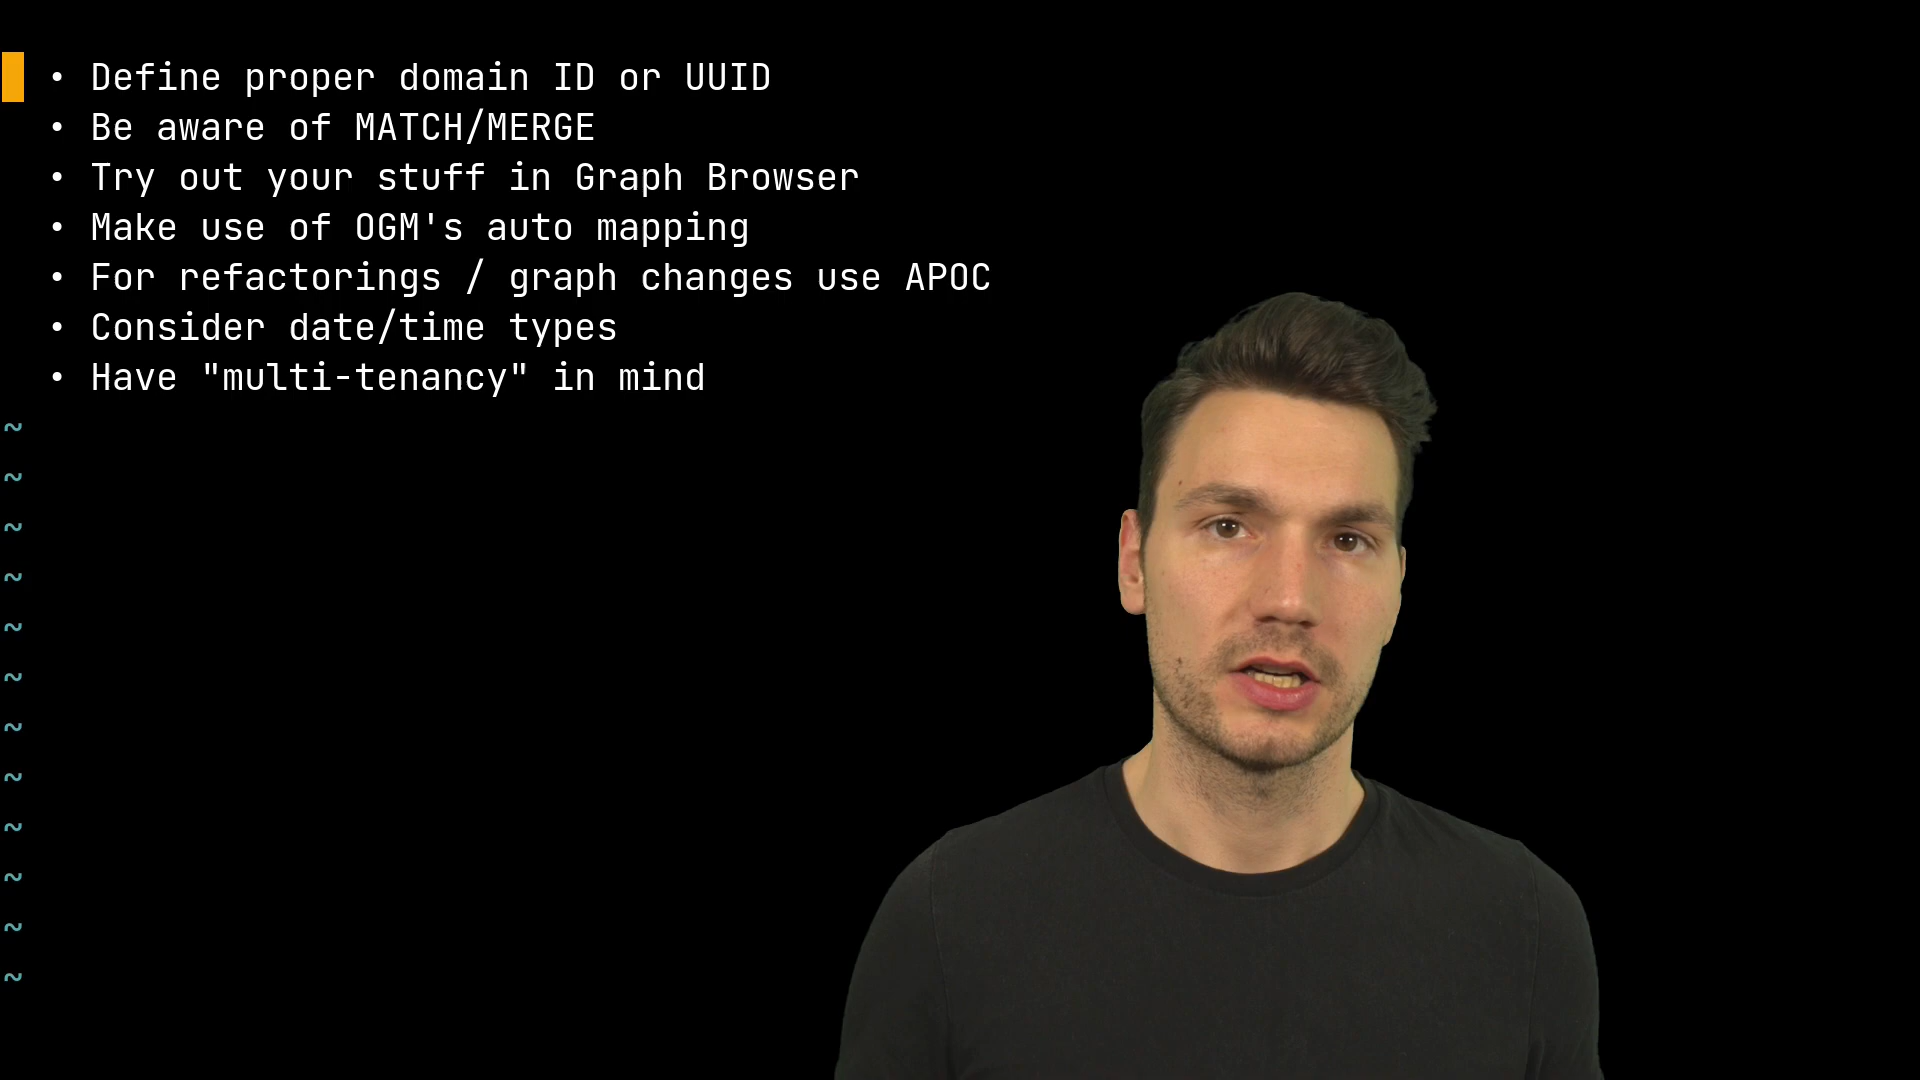 • Define proper domain ID or UUID
• Be aware of MATCH/MERGE
• Try out your stuff in Graph Browser
• Make use of OGM's auto mapping
• For refactorings / graph changes use APOC
• Consider date/time types
• Have "multi-tenancy" in mind
~
~
~
~
~
~
~
~
~
~
~
~